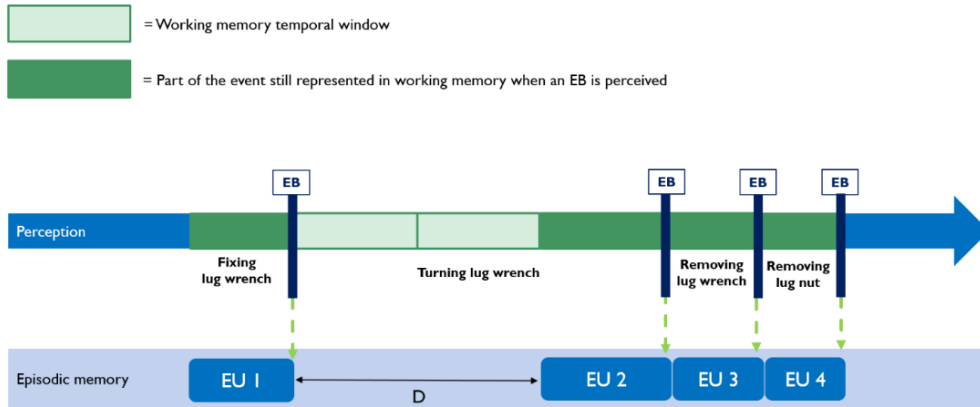 = Working memory temporal window
= Part of the event still represented in working memory when an EB is perceived
EB
EB
EB
EB
Perception
Fixing
lug wrench
Turning lug wrench
Removing
lug wrench
Removing
lug nut
Episodic memory
EU 1
D
EU 2
EU 3
EU 4